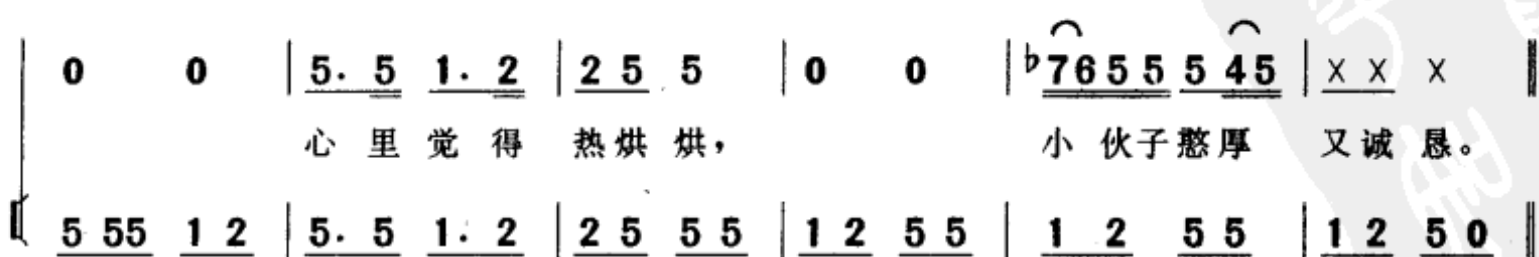 0 0 | 5. 5 1. 2 | 2 5 5 | 0 0 | ♭7 6 5 5 5 4 5 | X X X ‖
心里觉得 热烘烘, 小伙子憨厚 又诚恳。
5 55 1 2 | 5. 5 1. 2 | 2 5 5 5 | 1 2 5 5 | 1 2 5 5 | 1 2 5 0 ‖